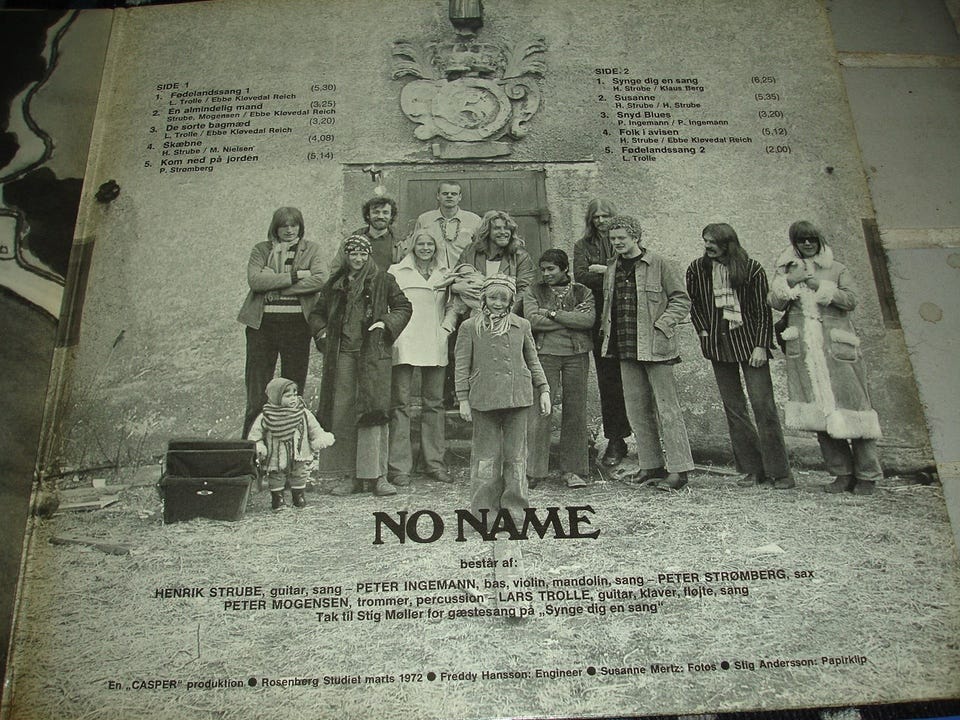 SIDE 1
1. Fødelandssang 1 (5,30)
L. Trolle / Ebbe Kløvedal Reich
2. En almindelig mand (3,25)
Strube, Mogensen / Ebbe Kløvedal Reich
3. De sorte bagmæd (3,20)
L. Trolle / Ebbe Kløvedal Reich
4. Skæbne (4,08)
H. Strube / M. Nielsen
5. Kom ned på jorden (5,14)
P. Strømberg
SIDE 2
1. Synge dig en sang (6,25)
H. Strube / Klaus Berg
2. Susanne (5,35)
H. Strube / H. Strube
3. Snyd Blues (3,20)
P. Ingemann / P. Ingemann
4. Folk i avisen (5,12)
H. Strube / Ebbe Kløvedal Reich
5. Fødelandssang 2 (2,00)
L. Trolle
NO NAME
består af:
HENRIK STRUBE, guitar, sang – PETER INGEMANN, bas, violin, mandolin, sang – PETER STRØMBERG, sax
PETER MOGENSEN, trommer, percussion – LARS TROLLE, guitar, klaver, fløjte, sang
Tak til Stig Møller for gæstesang på „Synge dig en sang"
En „CASPER" produktion ● Rosenbørg Studiet marts 1972 ● Freddy Hansson: Engineer ● Susanne Mertz: Fotos ● Stig Andersson: Papirklip